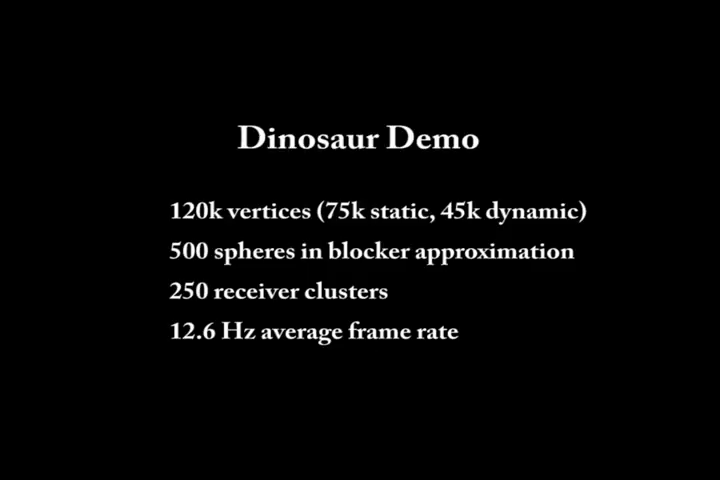 Dinosaur Demo
120k vertices (75k static, 45k dynamic)
500 spheres in blocker approximation
250 receiver clusters
12.6 Hz average frame rate